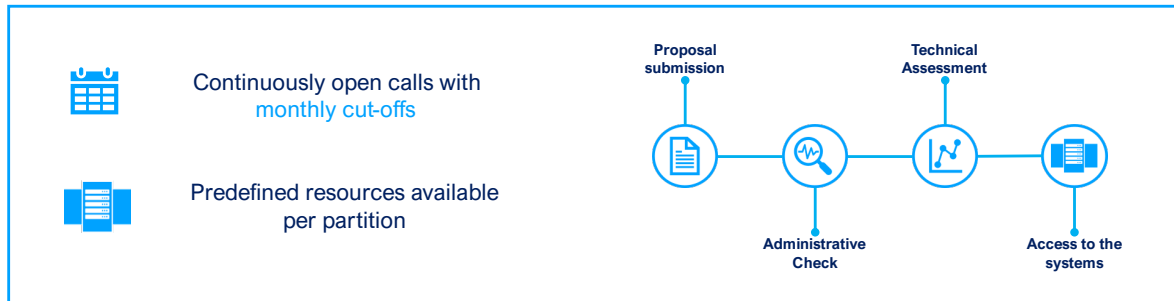 Continuously open calls with
monthly cut-offs
Predefined resources available
per partition
Proposal
submission
Administrative
Check
Technical
Assessment
Access to the
systems